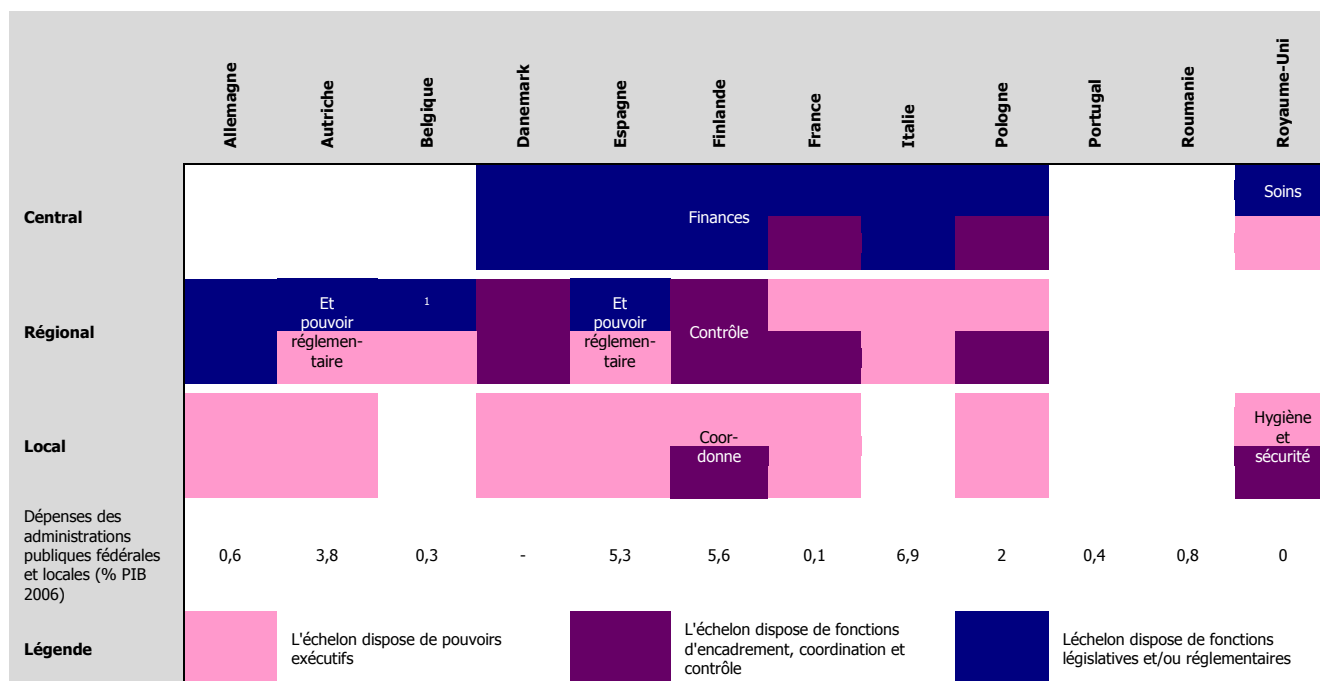 Allemagne
Autriche
Belgique
Danemark
Espagne
Finlande
France
Italie
Pologne
Portugal
Roumanie
Royaume-Uni
Central
Finances
Soins
Régional
Et
pouvoir
réglemen-
taire
1
Et
pouvoir
réglemen-
taire
Contrôle
Local
Coor-
donne
Hygiène
et
sécurité
Dépenses des
administrations
publiques fédérales
et locales (% PIB
2006)
0,6 3,8 0,3 - 5,3 5,6 0,1 6,9 2 0,4 0,8 0
Légende
L'échelon dispose de pouvoirs
exécutifs
L'échelon dispose de fonctions
d'encadrement, coordination et
contrôle
Léchelon dispose de fonctions
législatives et/ou réglementaires